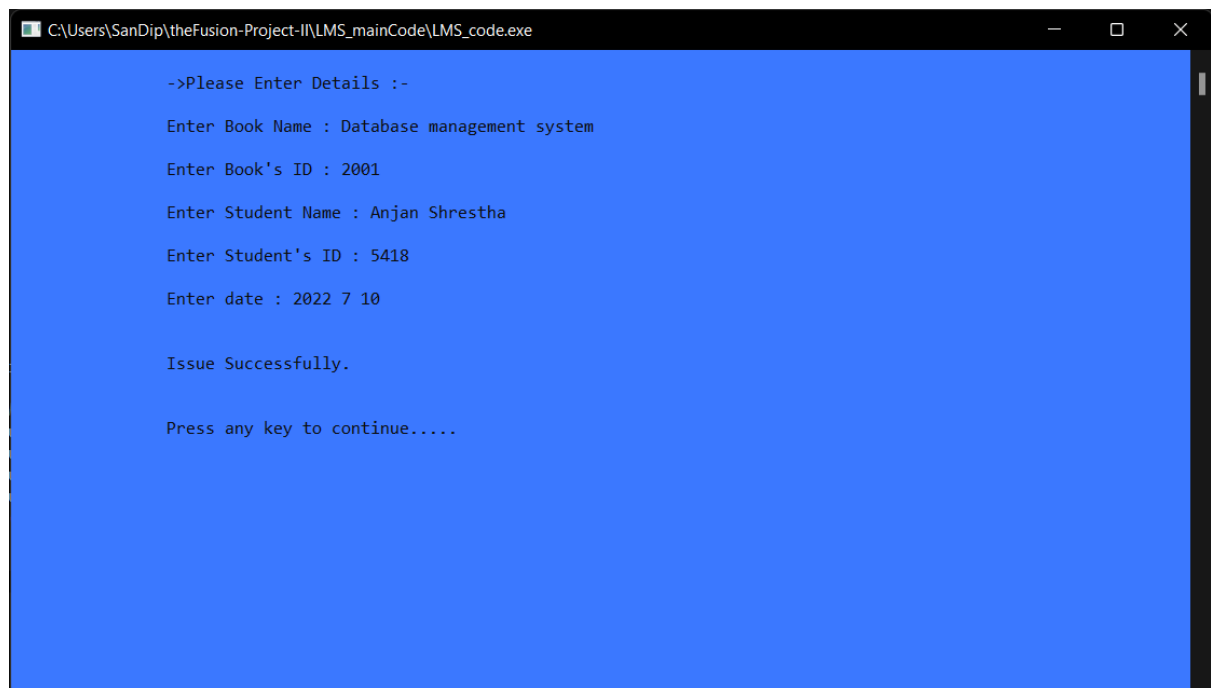 C:\Users\SanDip\theFusion-Project-II\LMS_mainCode\LMS_code.exe
->Please Enter Details :-
Enter Book Name : Database management system
Enter Book's ID : 2001
Enter Student Name : Anjan Shrestha
Enter Student's ID : 5418
Enter date : 2022 7 10
Issue Successfully.
Press any key to continue.....